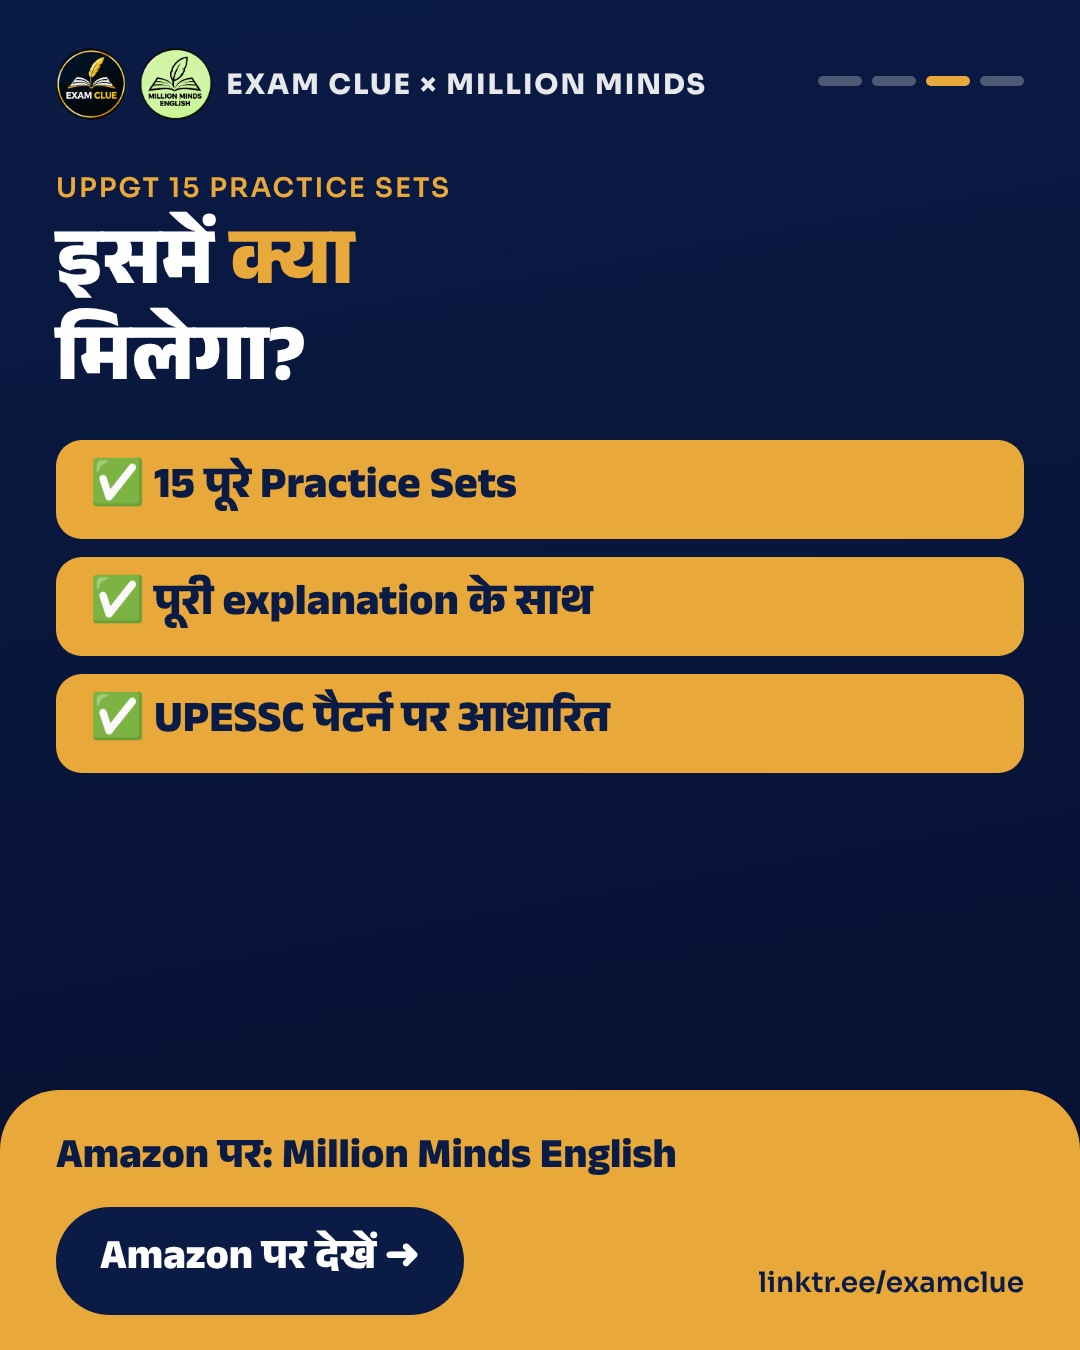 EXAM CLUE
MILLION MINDS
ENGLISH
EXAM CLUE × MILLION MINDS
UPPGT 15 PRACTICE SETS
इसमें क्या
मिलेगा?
✅ 15 पूरे Practice Sets
✅ पूरी explanation के साथ
✅ UPESSC पैटर्न पर आधारित
Amazon पर: Million Minds English
Amazon पर देखें ➜
linktr.ee/examclue